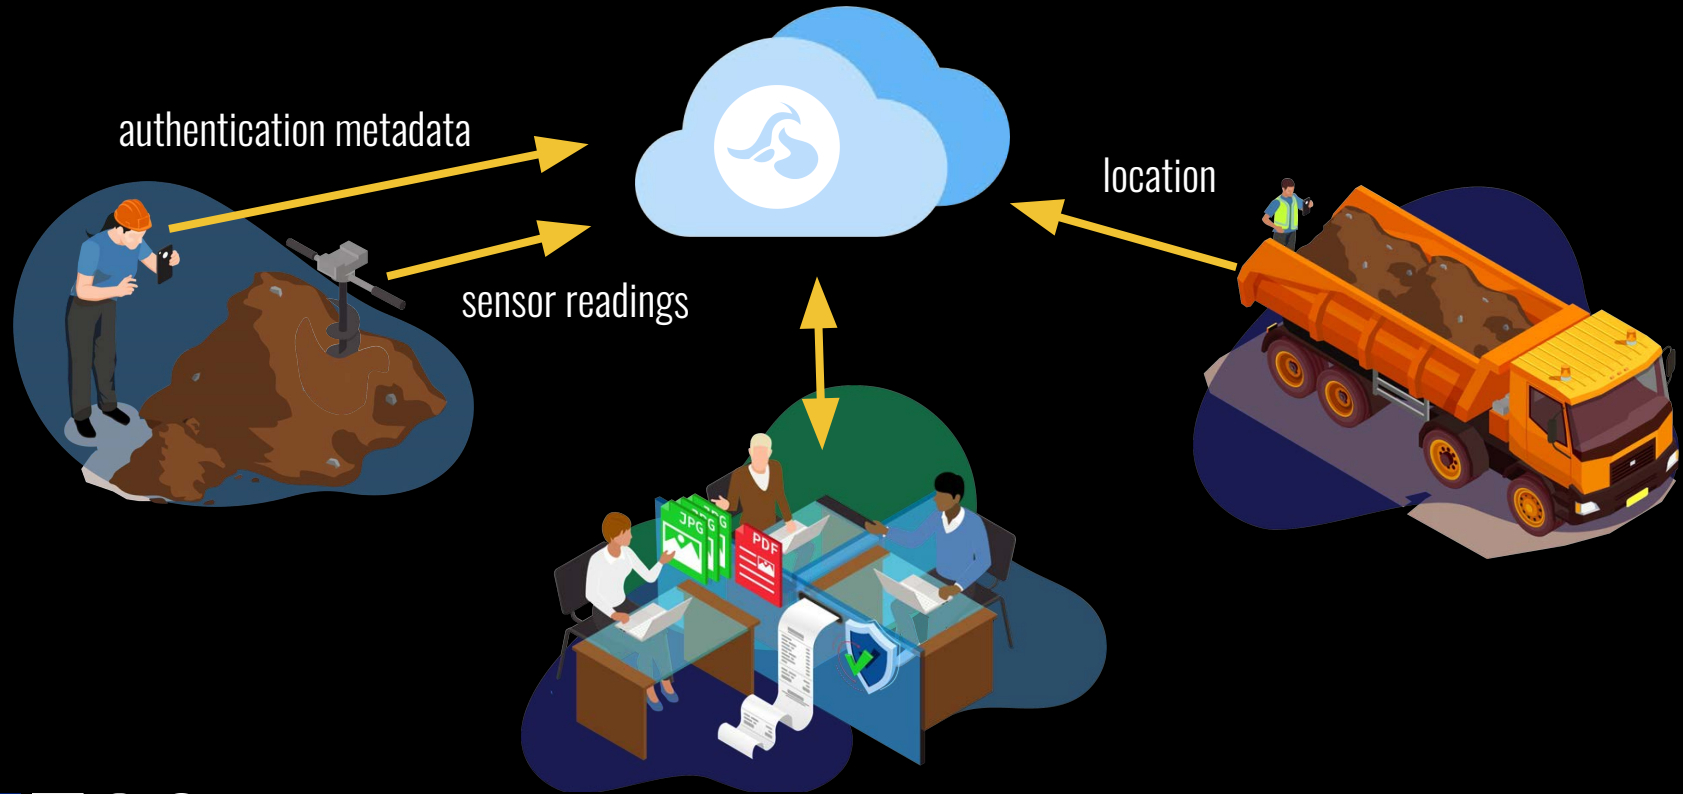 authentication metadata
location
sensor readings
JPG
PDF